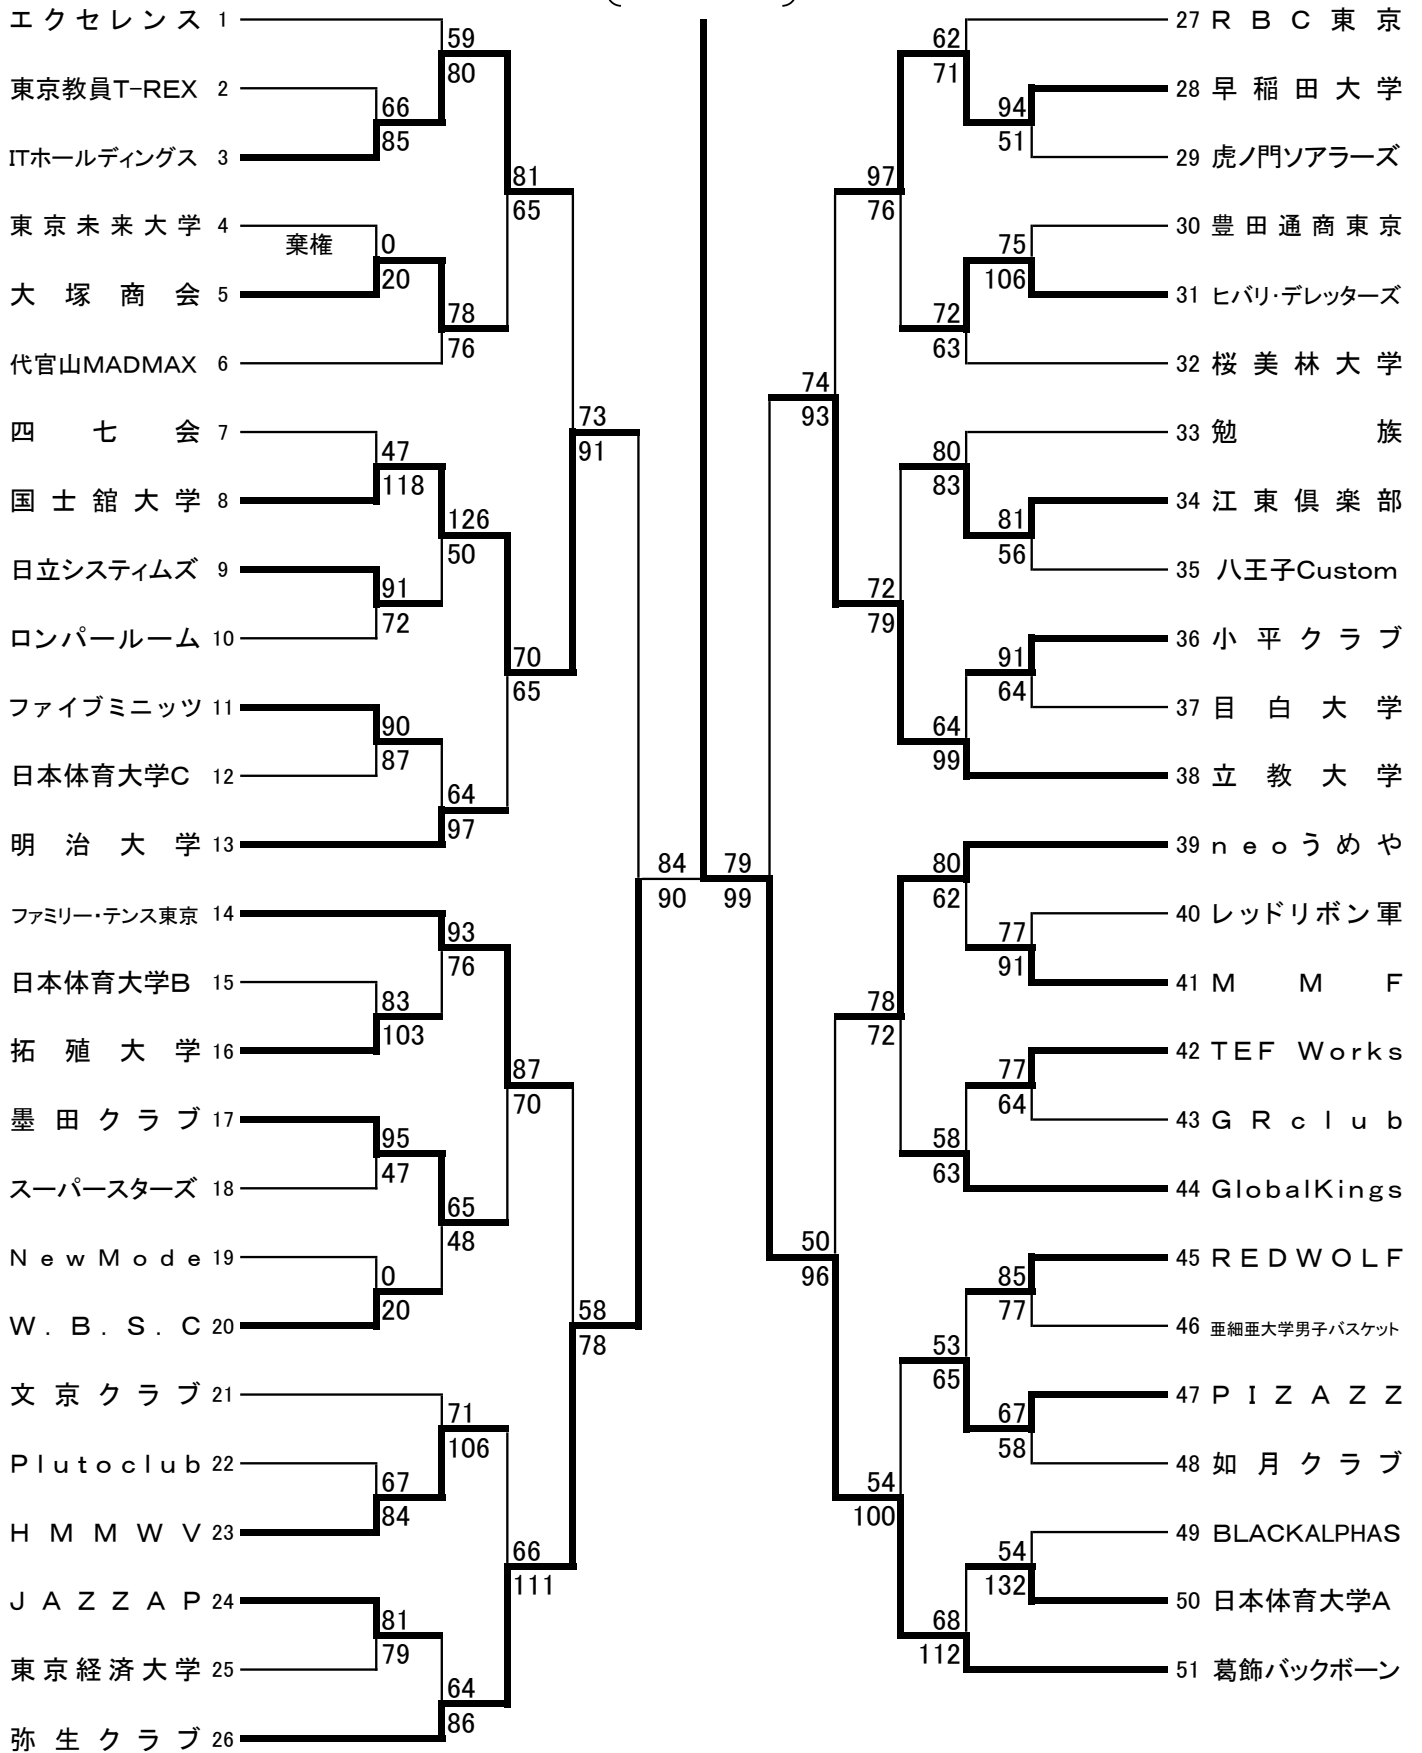 エクセレンス 1
59
80
東京教員T-REX 2
66
85
ITホールディングス 3
81
65
東京未来大学 4
棄権
0
20
大塚商会 5
78
76
代官山MADMAX 6
73
91
四七会 7
47
118
国士舘大学 8
126
50
日立システィムズ 9
91
72
ロンパールーム 10
70
65
ファイブミニッツ 11
90
87
日本体育大学C 12
64
97
明治大学 13
84
90
ファミリー・テンス東京 14
93
76
日本体育大学B 15
83
103
拓殖大学 16
87
70
墨田クラブ 17
95
47
スーパースターズ 18
65
48
NewMode 19
0
20
W.B.S.C 20
58
78
文京クラブ 21
71
106
Plutoclub 22
67
84
HMMWV 23
66
111
JAZZAP 24
81
79
東京経済大学 25
64
86
弥生クラブ 26
27 RBC東京
62
71
28 早稲田大学
94
51
29 虎ノ門ソアラーズ
97
76
30 豊田通商東京
75
106
31 ヒバリ・デレッターズ
72
63
32 桜美林大学
74
93
33 勉族
80
83
34 江東倶楽部
81
56
35 八王子Custom
72
79
36 小平クラブ
91
64
37 目白大学
64
99
38 立教大学
79
99
39 neoうめや
80
62
40 レッドリボン軍
77
91
41 MMF
78
72
42 TEF Works
77
64
43 GRclub
58
63
44 GlobalKings
50
96
45 REDWOLF
85
77
46 亜細亜大学男子バスケット
53
65
47 PIZAZZ
67
58
48 如月クラブ
54
100
49 BLACKALPHAS
54
132
50 日本体育大学A
68
112
51 葛飾バックボーン